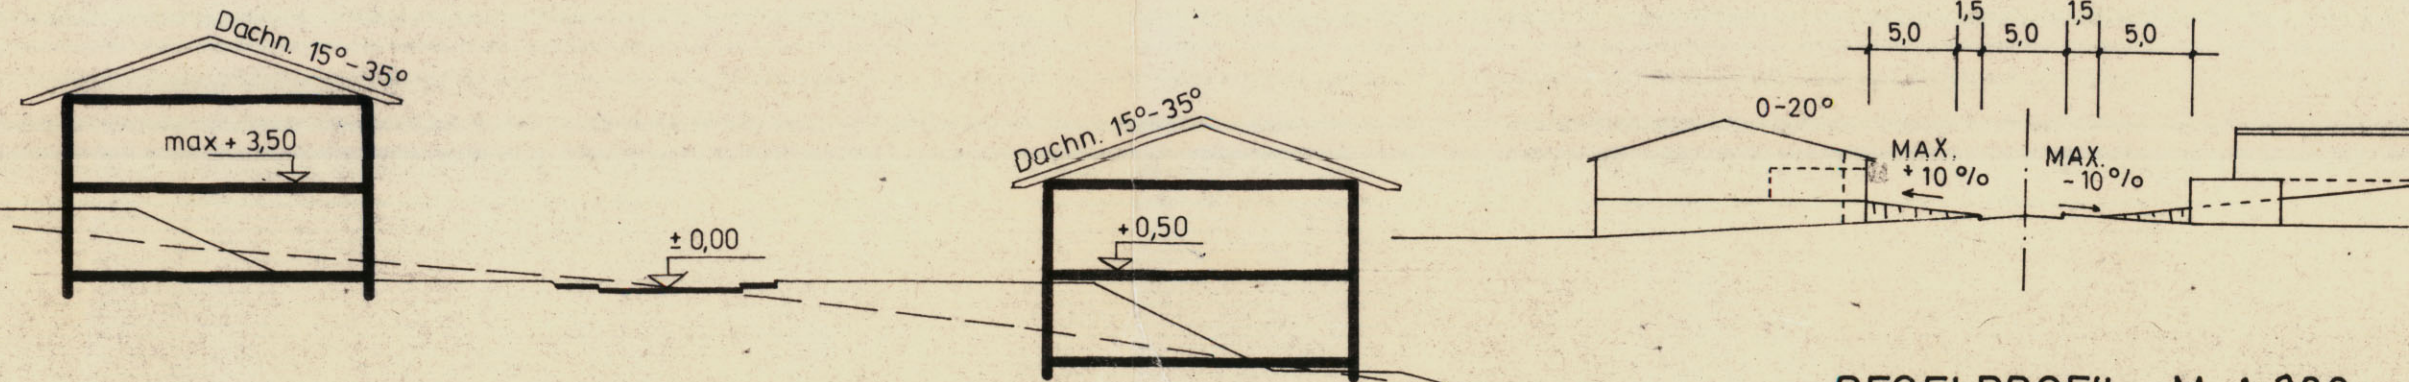 Dachn. 15°-35°
max + 3,50
± 0,00
Dachn. 15°-35°
+ 0,50
1,5 1,5
5,0 5,0 5,0
0-20°
MAX.
+ 10 %
MAX.
- 10 %